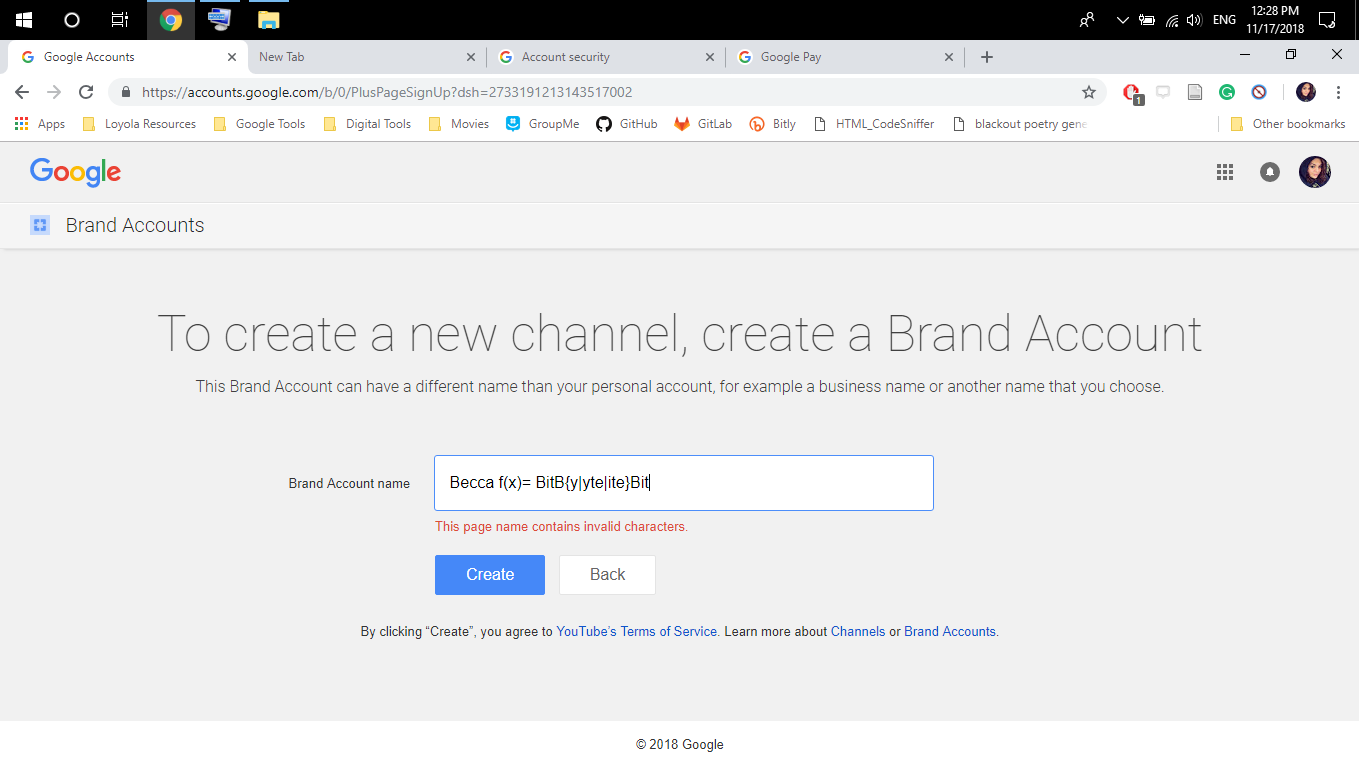 ENG
12:28 PM
11/17/2018
Google Accounts
New Tab
Account security
Google Pay
https://accounts.google.com/b/0/PlusPageSignUp?dsh=2733191213143517002
1
Apps Loyola Resources Google Tools Digital Tools Movies GroupMe GitHub GitLab Bitly HTML_CodeSniffer blackout poetry gene Other bookmarks
Google
Brand Accounts
To create a new channel, create a Brand Account
This Brand Account can have a different name than your personal account, for example a business name or another name that you choose.
Brand Account name Becca f(x)= BitB{y|yte|ite}Bit
This page name contains invalid characters.
Create Back
By clicking “Create”, you agree to YouTube’s Terms of Service. Learn more about Channels or Brand Accounts.
© 2018 Google